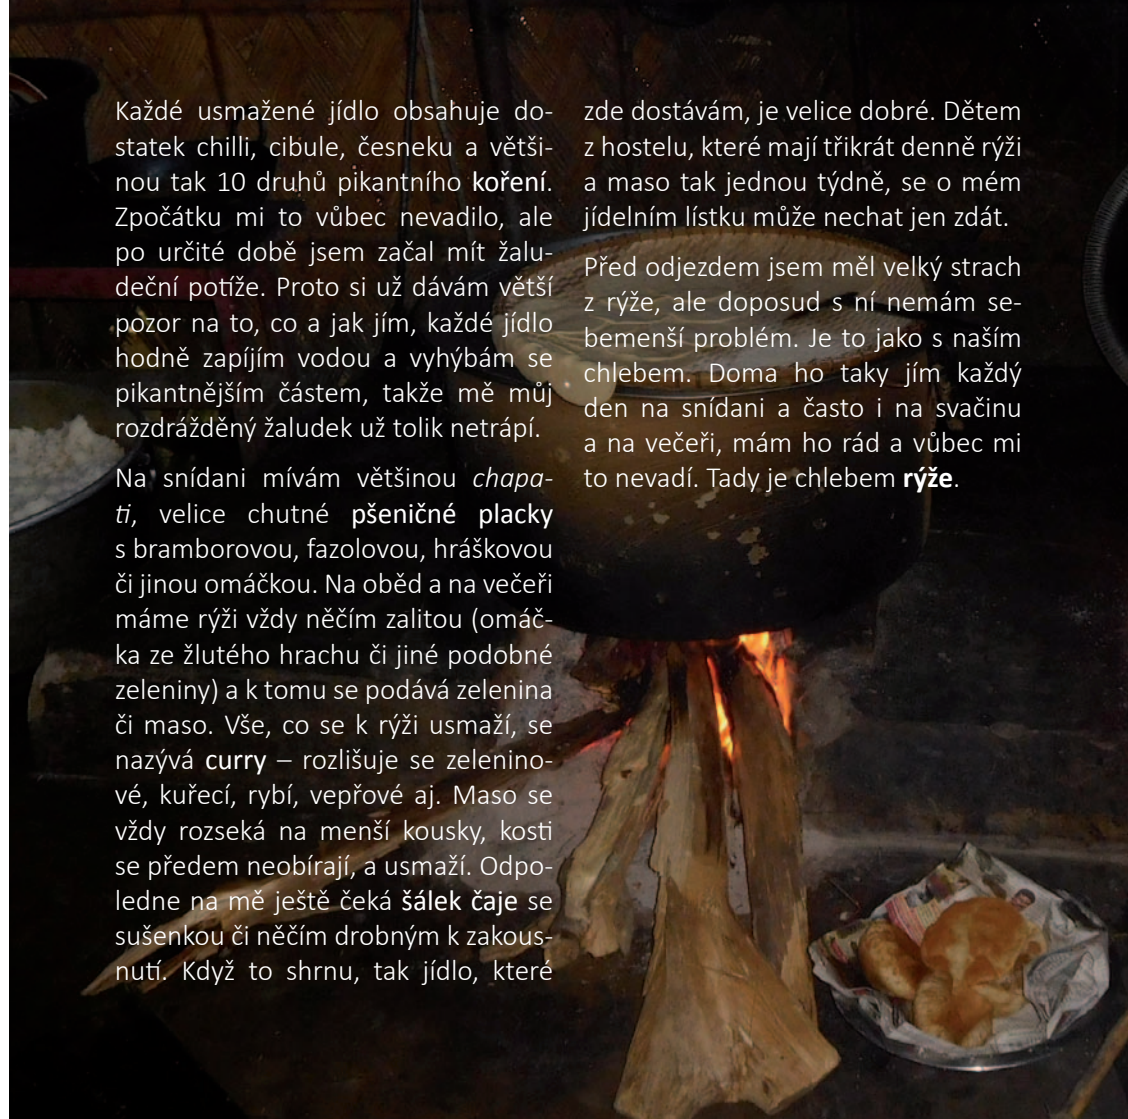 Každé usmažené jídlo obsahuje do-
statek chilli, cibule, česneku a větši-
nou tak 10 druhů pikantního koření.
Zpočátku mi to vůbec nevadilo, ale
po určité době jsem začal mít žalu-
deční potíže. Proto si už dávám větší
pozor na to, co a jak jím, každé jídlo
hodně zapíjím vodou a vyhýbám se
pikantnějším částem, takže mě můj
rozdrážděný žaludek už tolik netrápí.
Na snídani mívám většinou chapa-
ti, velice chutné pšeničné placky
s bramborovou, fazolovou, hráškovou
či jinou omáčkou. Na oběd a na večeři
máme rýži vždy něčím zalitou (omáč-
ka ze žlutého hrachu či jiné podobné
zeleniny) a k tomu se podává zelenina
či maso. Vše, co se k rýži usmaží, se
nazývá curry – rozlišuje se zelenino-
vé, kuřecí, rybí, vepřové aj. Maso se
vždy rozseká na menší kousky, kosti
se předem neobírají, a usmaží. Odpo-
ledne na mě ještě čeká šálek čaje se
sušenkou či něčím drobným k zakous-
nutí. Když to shrnu, tak jídlo, které
zde dostávám, je velice dobré. Dětem
z hostelu, které mají třikrát denně rýži
a maso tak jednou týdně, se o mém
jídelním lístku může nechat jen zdát.
Před odjezdem jsem měl velký strach
z rýže, ale doposud s ní nemám se-
bemenší problém. Je to jako s naším
chlebem. Doma ho taky jím každý
den na snídani a často i na svačinu
a na večeři, mám ho rád a vůbec mi
to nevadí. Tady je chlebem rýže.